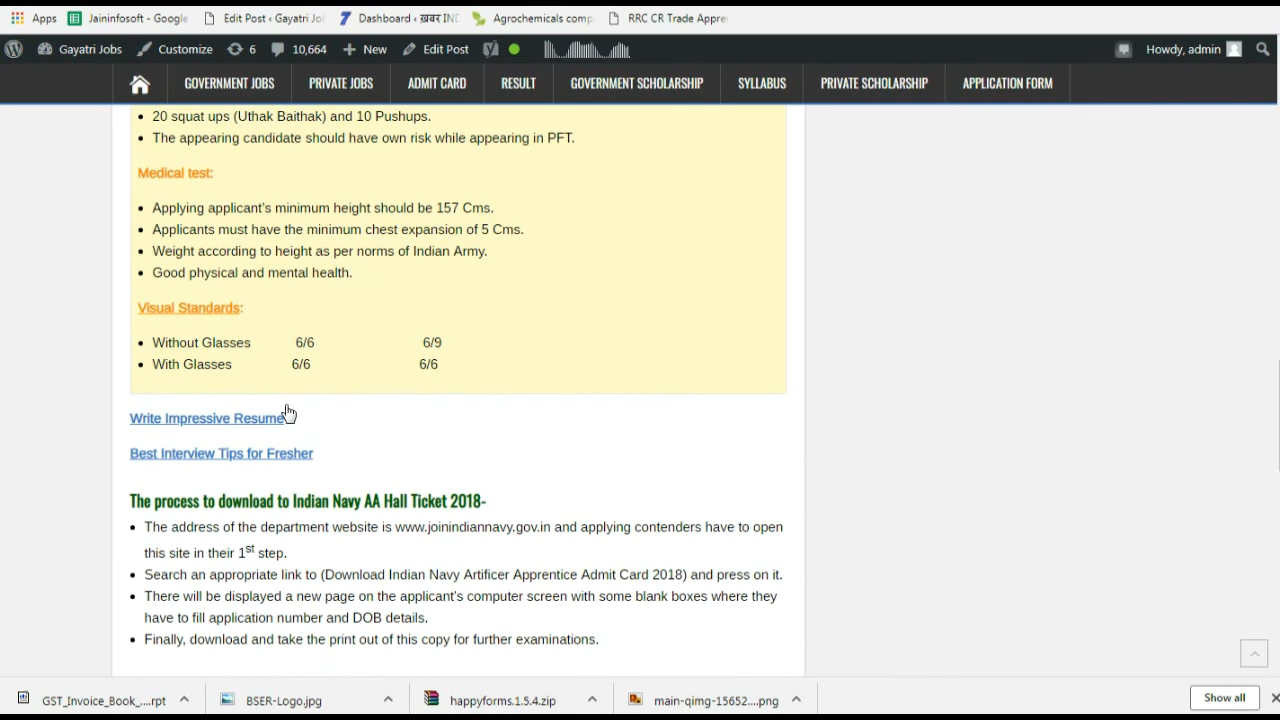 Apps Jaininfosoft - Google Edit Post ‹ Gayatri Jo Dashboard ‹ ख़बर IND Agrochemicals comp RRC CR Trade Appre
Gayatri Jobs Customize 6 10,664 New Edit Post Howdy, admin
GOVERNMENT JOBS PRIVATE JOBS ADMIT CARD RESULT GOVERNMENT SCHOLARSHIP SYLLABUS PRIVATE SCHOLARSHIP APPLICATION FORM
• 20 squat ups (Uthak Baithak) and 10 Pushups.
• The appearing candidate should have own risk while appearing in PFT.
Medical test:
• Applying applicant's minimum height should be 157 Cms.
• Applicants must have the minimum chest expansion of 5 Cms.
• Weight according to height as per norms of Indian Army.
• Good physical and mental health.
Visual Standards:
• Without Glasses 6/6 6/9
• With Glasses 6/6 6/6
Write Impressive Resume
Best Interview Tips for Fresher
The process to download to Indian Navy AA Hall Ticket 2018-
• The address of the department website is www.joinindiannavy.gov.in and applying contenders have to open
this site in their 1st step.
• Search an appropriate link to (Download Indian Navy Artificer Apprentice Admit Card 2018) and press on it.
• There will be displayed a new page on the applicant's computer screen with some blank boxes where they
have to fill application number and DOB details.
• Finally, download and take the print out of this copy for further examinations.
GST_Invoice_Book_....rpt BSER-Logo.jpg happyforms.1.5.4.zip main-qimg-15652....png Show all